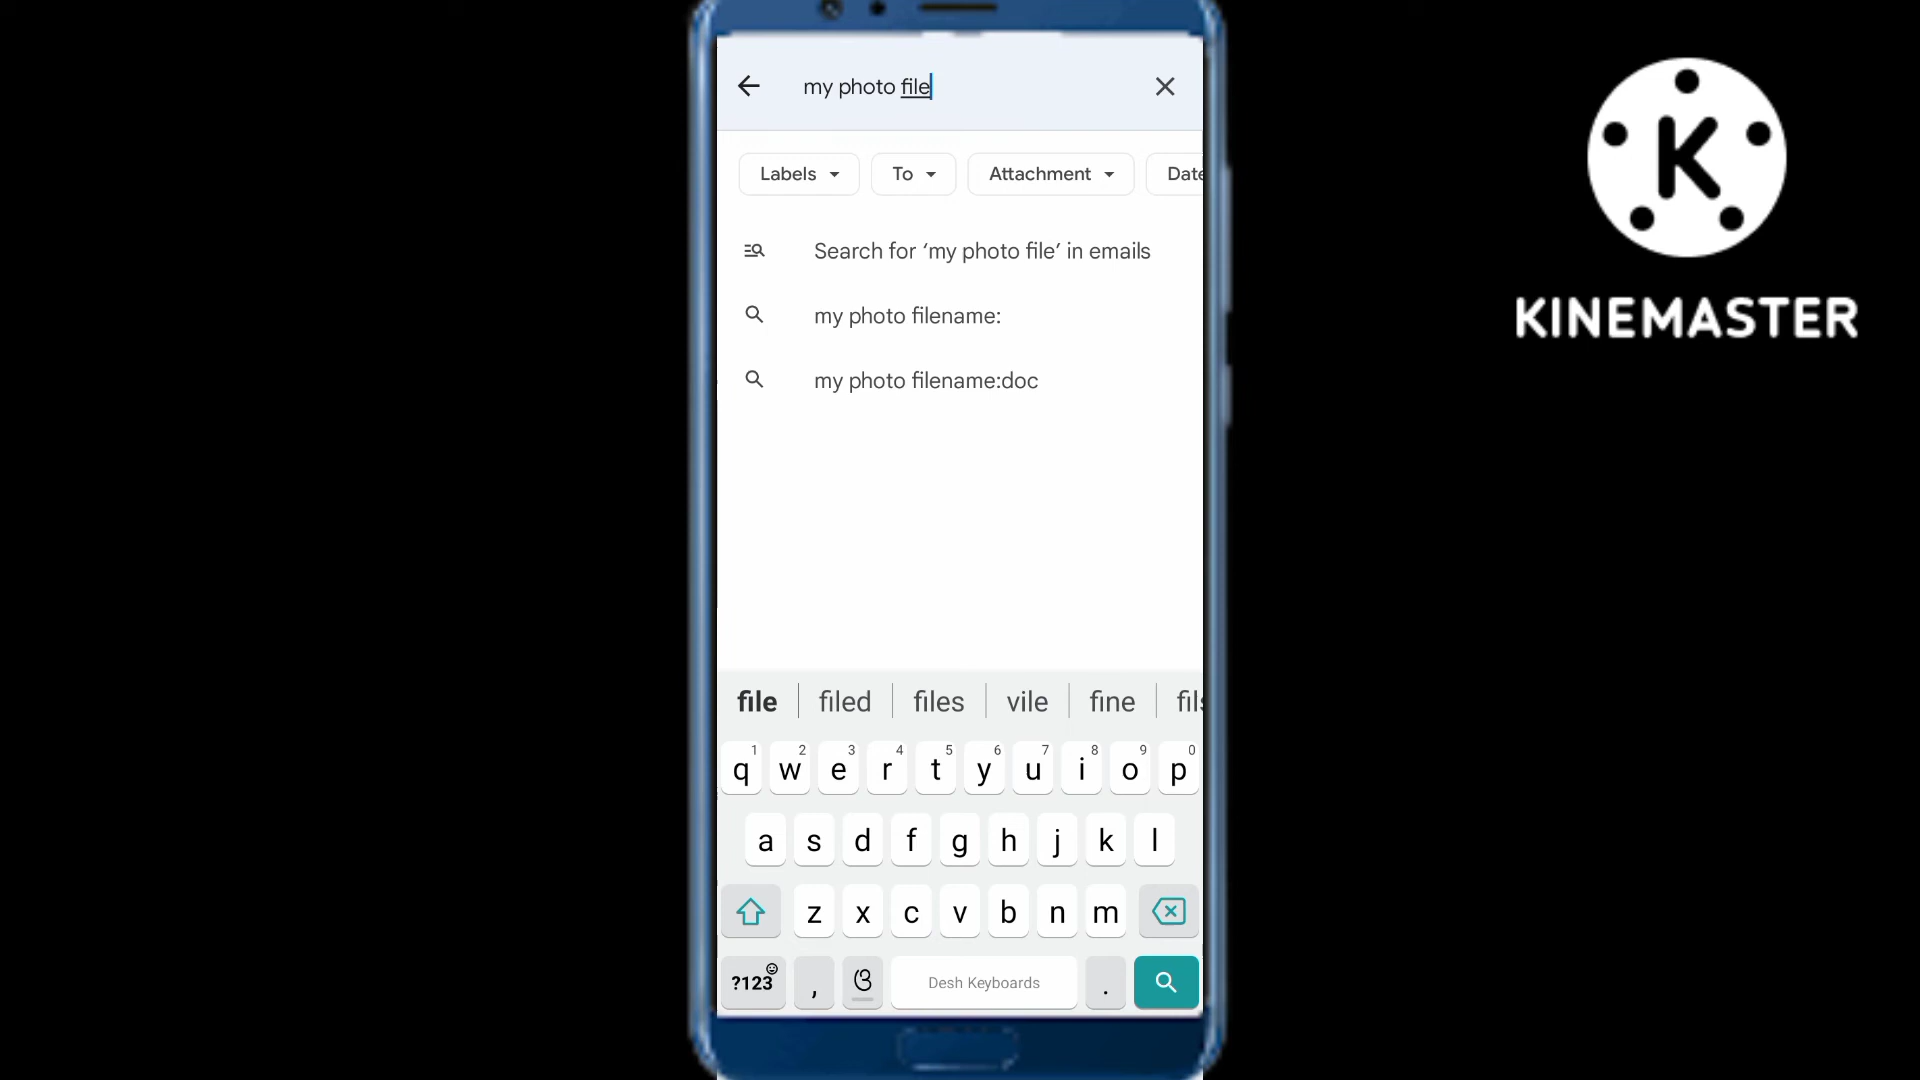 my photo file
Labels To Attachment Date
Search for ‘my photo file’ in emails
my photo filename:
my photo filename:doc
file filed files vile fine fils
1 2 3 4 5 6 7 8 9 0
q w e r t y u i o p
a s d f g h j k l
z x c v b n m
?123 , ଓ Desh Keyboards .
K
KINEMASTER